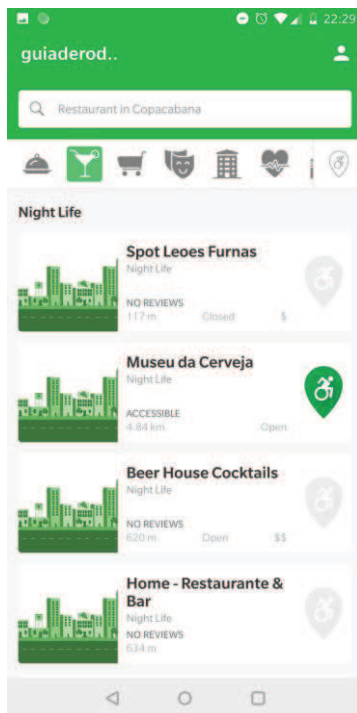 22:29
guiaderod..
Restaurant in Copacabana
Night Life
Spot Leoes Furnas
Night Life
NO REVIEWS
117 m Closed $
Museu da Cerveja
Night Life
ACCESSIBLE
4.84 km Open
Beer House Cocktails
Night Life
NO REVIEWS
620 m Open $$
Home - Restaurante &
Bar
Night Life
NO REVIEWS
634 m